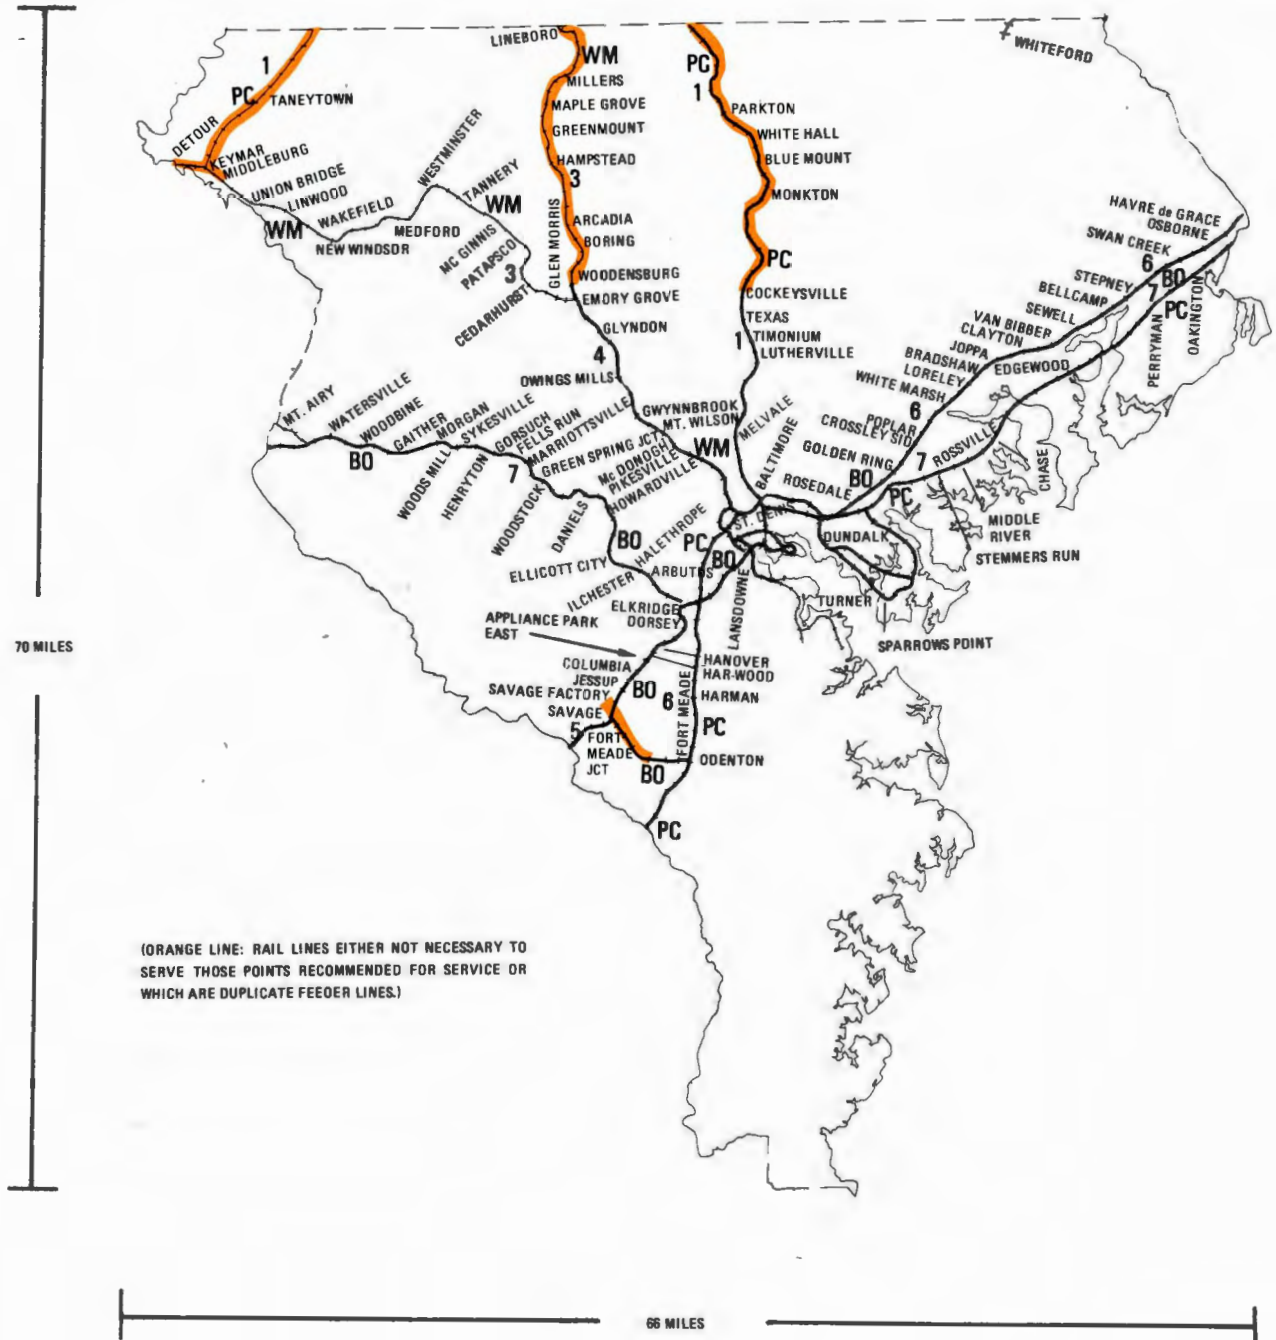 LINEBORO
WM
MILLERS
MAPLE GROVE
GREENMOUNT
HAMPSTEAD
3
ARCADIA
BORING
GLEN MORRIS
WOODENSBURG
EMORY GROVE
GLYNDON
4
OWINGS MILLS
GWYNNBROOK
MT. WILSON
WM
1
PC
TANEYTOWN
DETOUR
KEYMAR
MIDDLEBURG
UNION BRIDGE
LINWOOD
WM
WAKEFIELD
NEW WINDSOR
MEDFORD
WESTMINSTER
TANNERY
WM
MC GINNIS
PATAPSCO
3
CEDARHURST
PC
1
PARKTON
WHITE HALL
BLUE MOUNT
MONKTON
PC
COCKEYSVILLE
TEXAS
1
TIMONIUM
LUTHERVILLE
MELVALE
BALTIMORE
WHITEFORD
HAVRE de GRACE
OSBORNE
SWAN CREEK
6
BO
STEPNEY
7
BELLCAMP
PC
OAKINGTON
SEWELL
PERRYMAN
VAN BIBBER
CLAYTON
JOPPA
EDGEWOOD
BRADSHAW
LORELEY
WHITE MARSH
6
POPLAR
CROSSLEY SID
GOLDEN RING
BO
7
ROSSVILLE
CHASE
ROSEDALE
PC
MIDDLE
RIVER
STEMMERS RUN
DUNDALK
TURNER
SPARROWS POINT
MT. AIRY
WATERSVILLE
WOODBINE
BO
GAITHER
MORGAN
SYKESVILLE
WOODS MILL
HENRYTON
GORSUCH
FELLS RUN
MARRIOTTSVILLE
7
WOODSTOCK
GREEN SPRING JCT.
DANIELS
Mc DONOGH
PIKESVILLE
HOWARDVILLE
BO
ELLICOTT CITY
ILCHESTER
HALETHROPE
ARBUTUS
ST. DENIS
PC
BO
LANSDOWNE
ELKRIDGE
DORSEY
APPLIANCE PARK
EAST
COLUMBIA
JESSUP
SAVAGE FACTORY
SAVAGE
5
BO
6
FORT MEADE
HANOVER
HAR-WOOD
HARMAN
PC
FORT
MEADE
JCT
BO
ODENTON
PC
70 MILES
(ORANGE LINE: RAIL LINES EITHER NOT NECESSARY TO
SERVE THOSE POINTS RECOMMENDED FOR SERVICE OR
WHICH ARE DUPLICATE FEEDER LINES.)
66 MILES